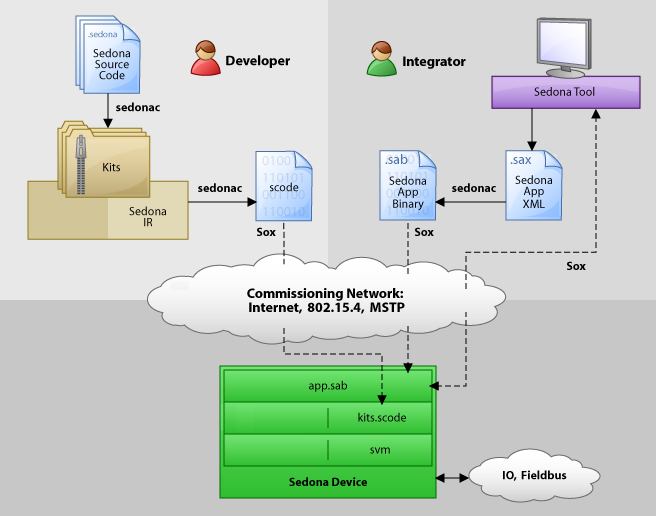 .sedona
Sedona
Source
Code
Developer
Integrator
Sedona Tool
sedonac
Kits
Sedona
IR
sedonac
scode
Sox
.sab
Sedona
App
Binary
sedonac
.sax
Sedona
App
XML
Sox
Sox
Commissioning Network:
Internet, 802.15.4, MSTP
app.sab
kits.scode
svm
Sedona Device
IO, Fieldbus